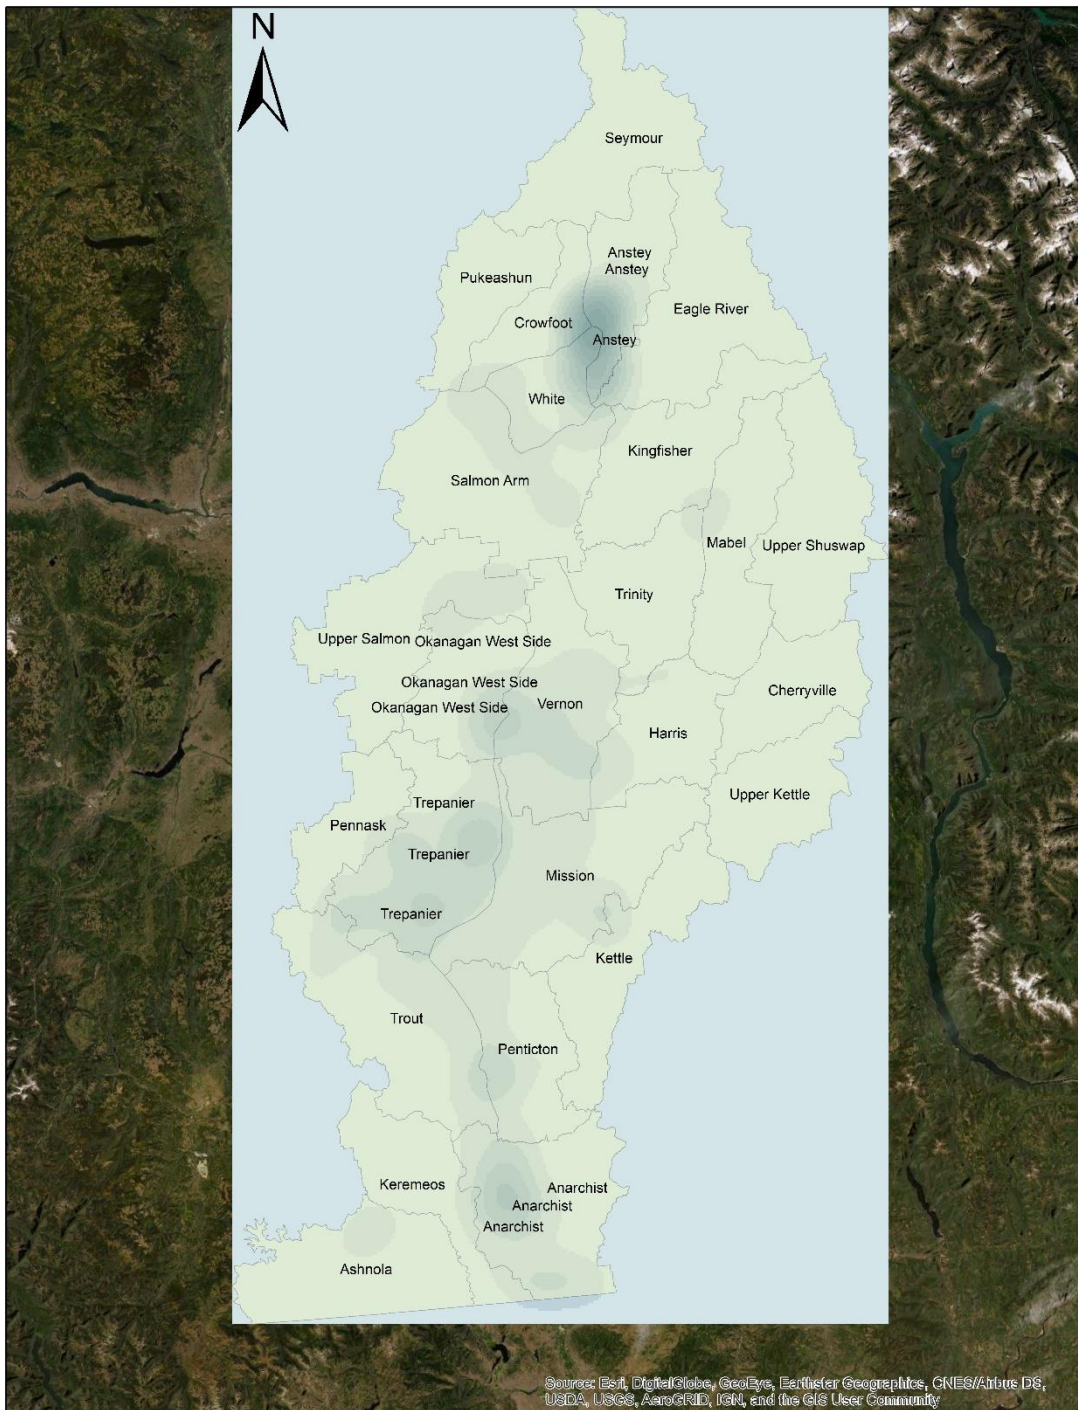 N
Seymour
Anstey
Anstey
Pukeashun
Eagle River
Crowfoot
Anstey
White
Kingfisher
Salmon Arm
Mabel
Upper Shuswap
Trinity
Upper Salmon
Okanagan West Side
Okanagan West Side
Cherryville
Okanagan West Side
Vernon
Harris
Upper Kettle
Trepanier
Pennask
Trepanier
Mission
Trepanier
Kettle
Trout
Penticton
Keremeos
Anarchist
Anarchist
Anarchist
Ashnola
Source: Esri, DigitalGlobe, GeoEye, Earthstar Geographics, CNES/Airbus DS,
USDA, USGS, AeroGRID, IGN, and the GIS User Community